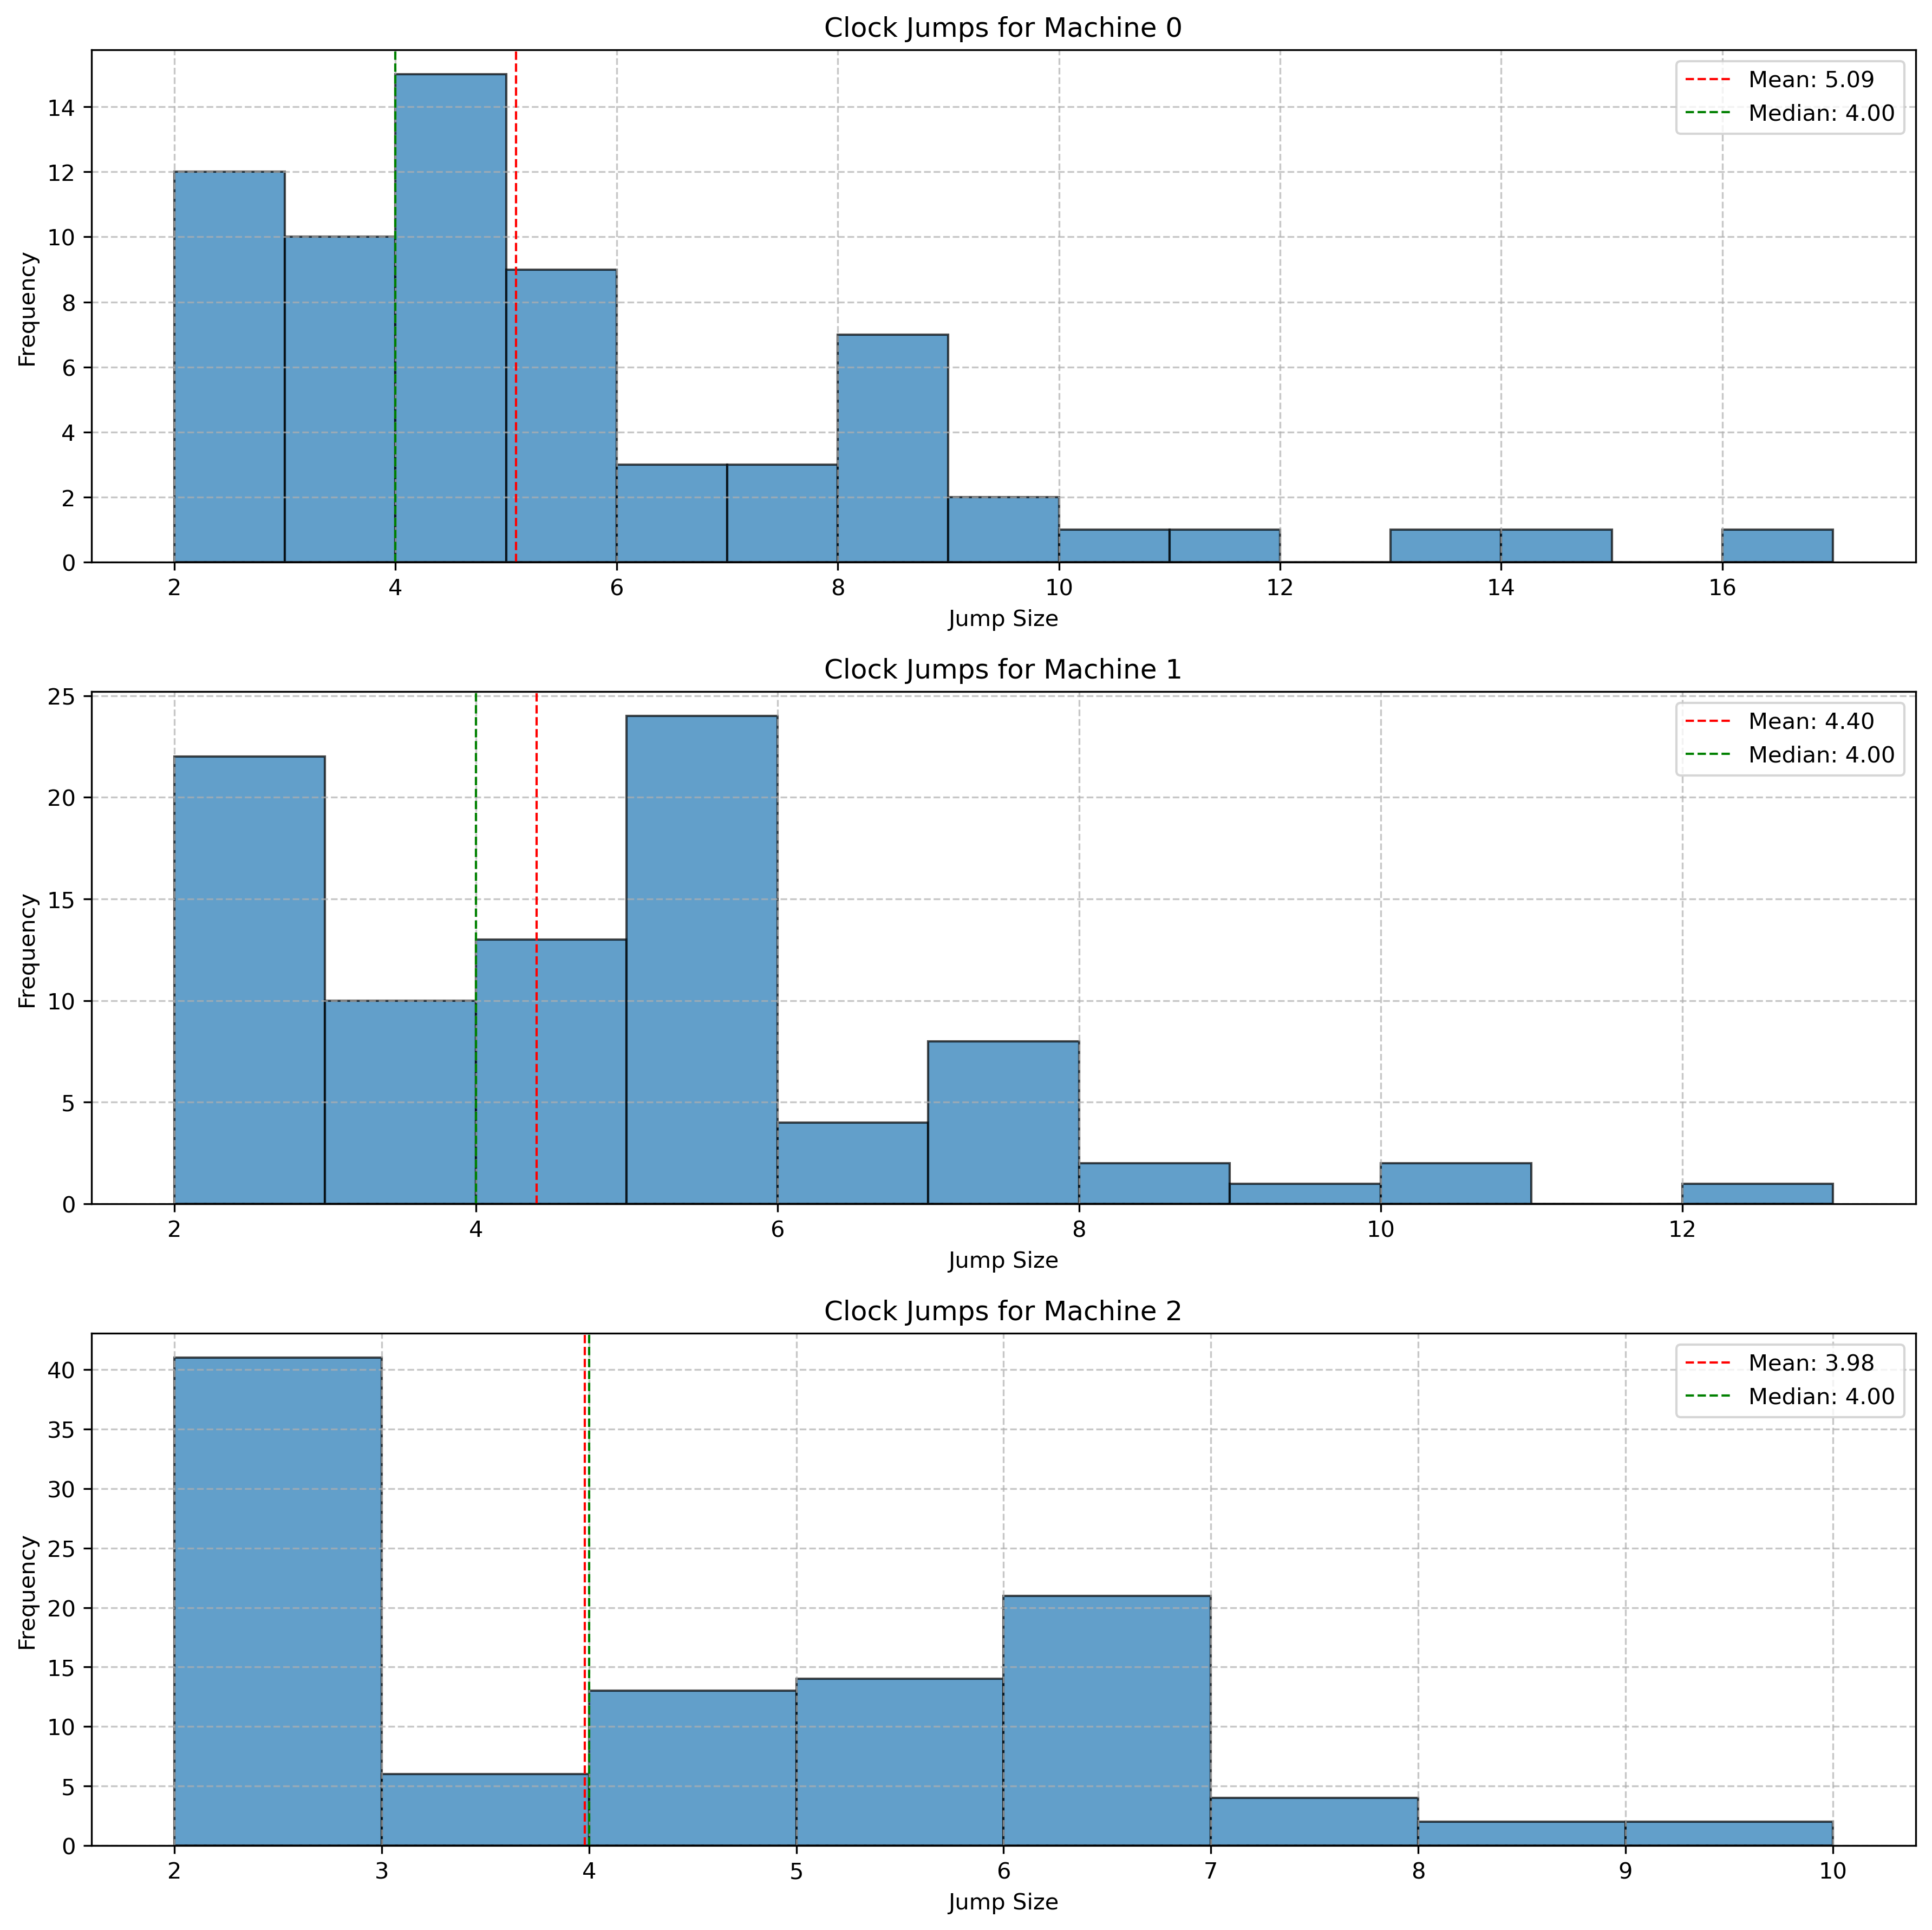 Clock Jumps for Machine 0
Mean: 5.09
Median: 4.00
Frequency
14
12
10
8
6
4
2
0
2 4 6 8 10 12 14 16
Jump Size
Clock Jumps for Machine 1
Mean: 4.40
Median: 4.00
Frequency
25
20
15
10
5
0
2 4 6 8 10 12
Jump Size
Clock Jumps for Machine 2
Mean: 3.98
Median: 4.00
Frequency
40
35
30
25
20
15
10
5
0
2 3 4 5 6 7 8 9 10
Jump Size